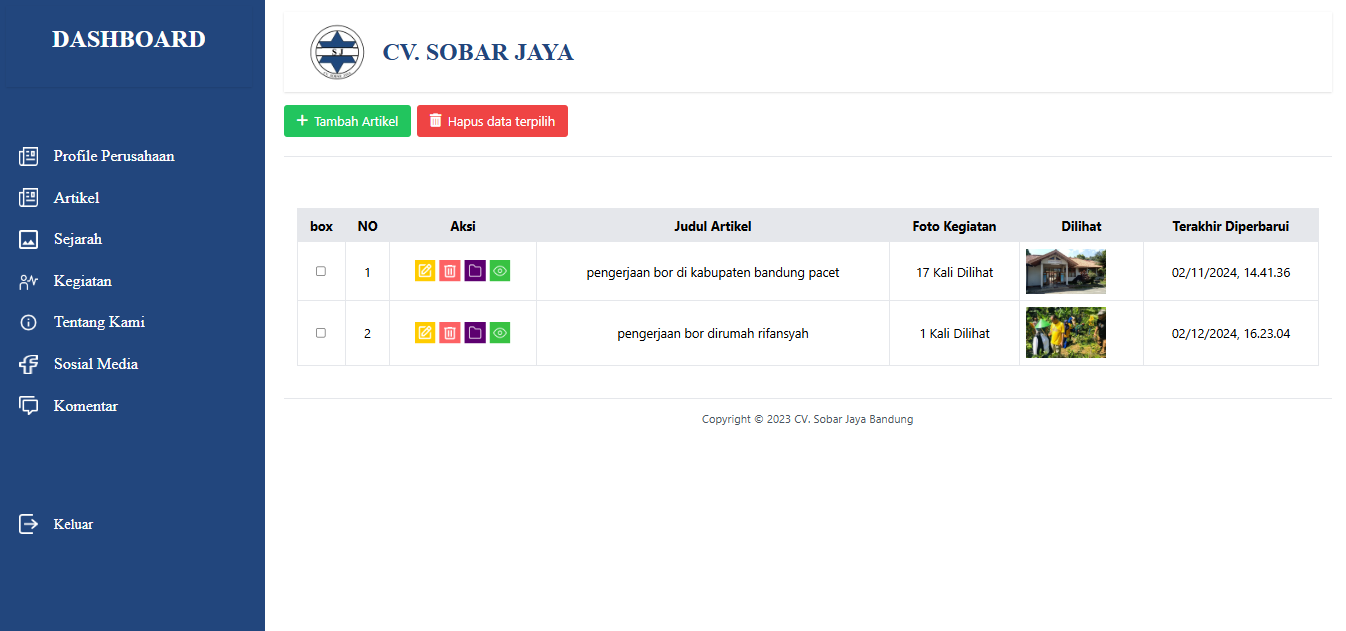 DASHBOARD
Profile Perusahaan
Artikel
Sejarah
Kegiatan
Tentang Kami
Sosial Media
Komentar
Keluar
S J
CV. SOBAR JAYA
CV. SOBAR JAYA
+ Tambah Artikel Hapus data terpilih
box NO Aksi Judul Artikel Foto Kegiatan Dilihat Terakhir Diperbarui
1 pengerjaan bor di kabupaten bandung pacet 17 Kali Dilihat 02/11/2024, 14.41.36
2 pengerjaan bor dirumah rifansyah 1 Kali Dilihat 02/12/2024, 16.23.04
Copyright © 2023 CV. Sobar Jaya Bandung